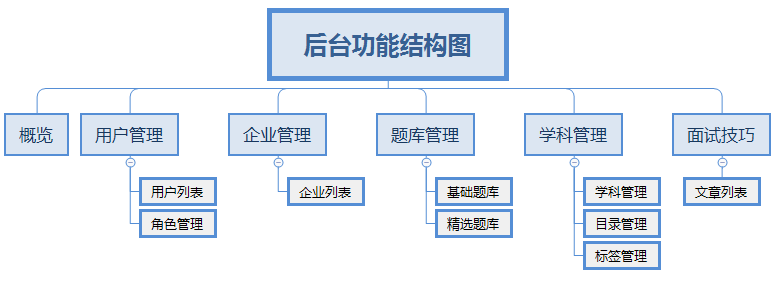 后台功能结构图
概览
用户管理
企业管理
题库管理
学科管理
面试技巧
用户列表
企业列表
基础题库
学科管理
文章列表
角色管理
精选题库
目录管理
标签管理